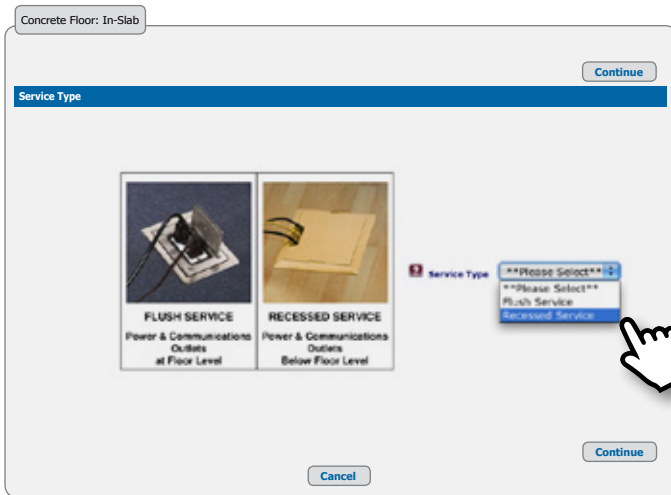 Concrete Floor: In-Slab
Continue
Service Type
FLUSH SERVICE
Power & Communications
Outlets
at Floor Level
RECESSED SERVICE
Power & Communications
Outlets
Below Floor Level
Service Type
**Please Select**
**Please Select**
Flush Service
Recessed Service
Continue
Cancel